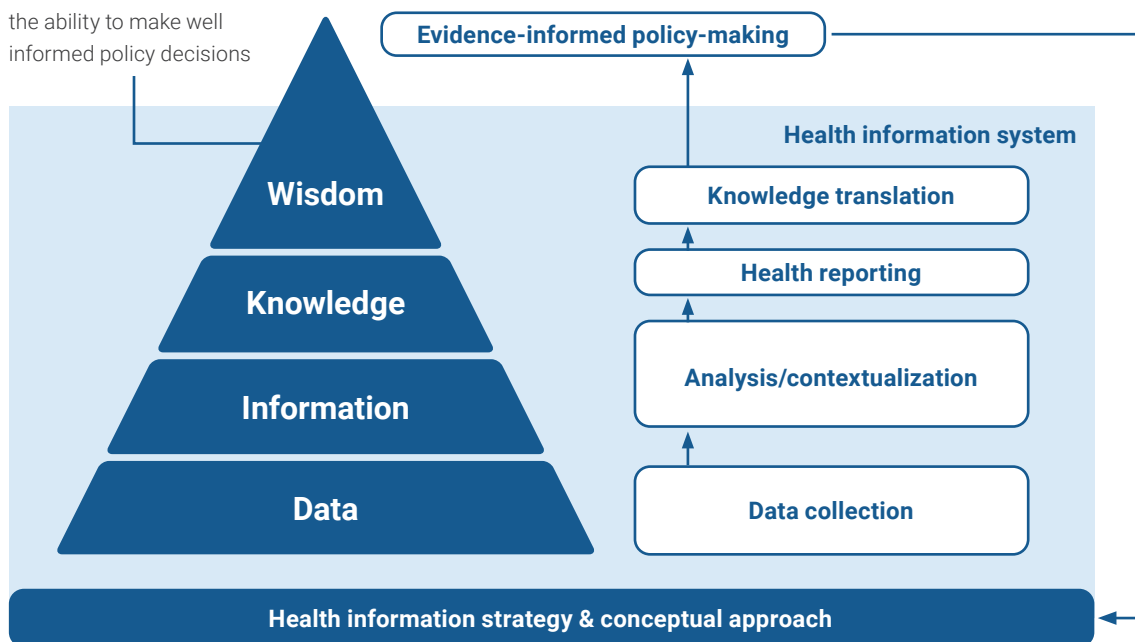 the ability to make well
informed policy decisions
Evidence-informed policy-making
Health information system
Wisdom
Knowledge translation
Health reporting
Knowledge
Analysis/contextualization
Information
Data
Data collection
Health information strategy & conceptual approach